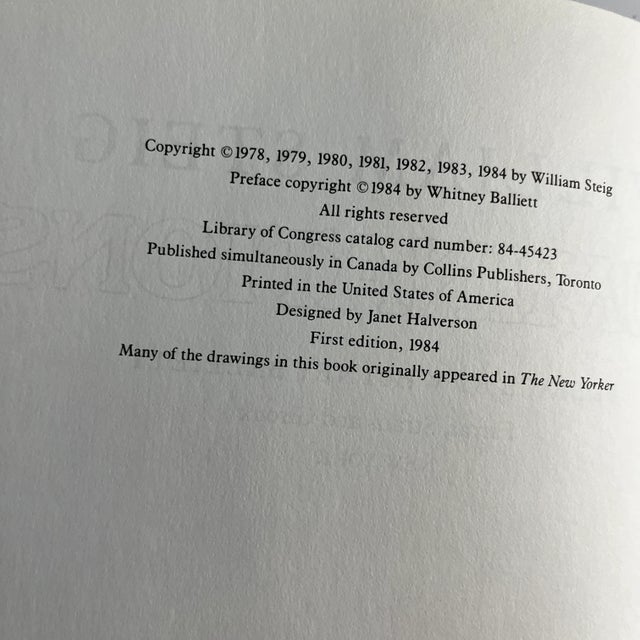 Copyright © 1978, 1979, 1980, 1981, 1982, 1983, 1984 by William Steig
Preface copyright © 1984 by Whitney Balliett
All rights reserved
Library of Congress catalog card number: 84-45423
Published simultaneously in Canada by Collins Publishers, Toronto
Printed in the United States of America
Designed by Janet Halverson
First edition, 1984
Many of the drawings in this book originally appeared in The New Yorker